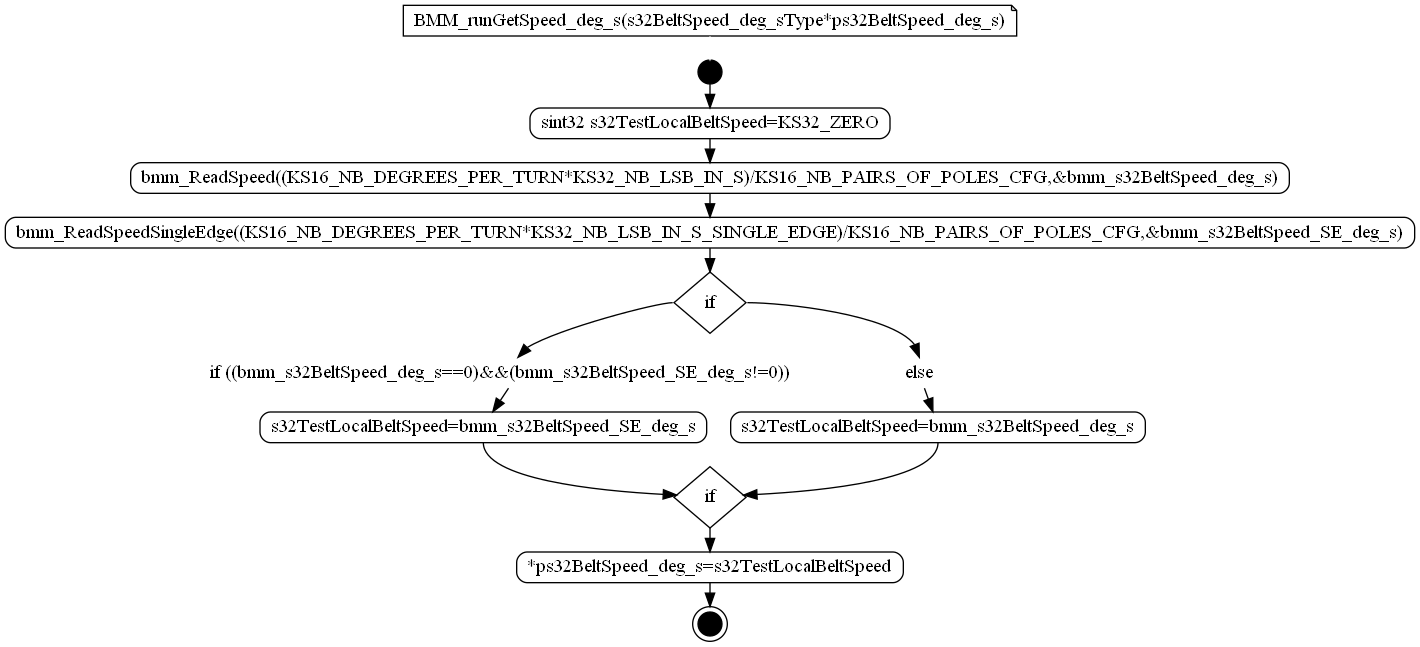 BMM_runGetSpeed_deg_s(s32BeltSpeed_deg_sType*ps32BeltSpeed_deg_s)
sint32 s32TestLocalBeltSpeed=KS32_ZERO
bmm_ReadSpeed((KS16_NB_DEGREES_PER_TURN*KS32_NB_LSB_IN_S)/KS16_NB_PAIRS_OF_POLES_CFG,&bmm_s32BeltSpeed_deg_s)
bmm_ReadSpeedSingleEdge((KS16_NB_DEGREES_PER_TURN*KS32_NB_LSB_IN_S_SINGLE_EDGE)/KS16_NB_PAIRS_OF_POLES_CFG,&bmm_s32BeltSpeed_SE_deg_s)
if
if ((bmm_s32BeltSpeed_deg_s==0)&&(bmm_s32BeltSpeed_SE_deg_s!=0))
else
s32TestLocalBeltSpeed=bmm_s32BeltSpeed_SE_deg_s
s32TestLocalBeltSpeed=bmm_s32BeltSpeed_deg_s
if
*ps32BeltSpeed_deg_s=s32TestLocalBeltSpeed